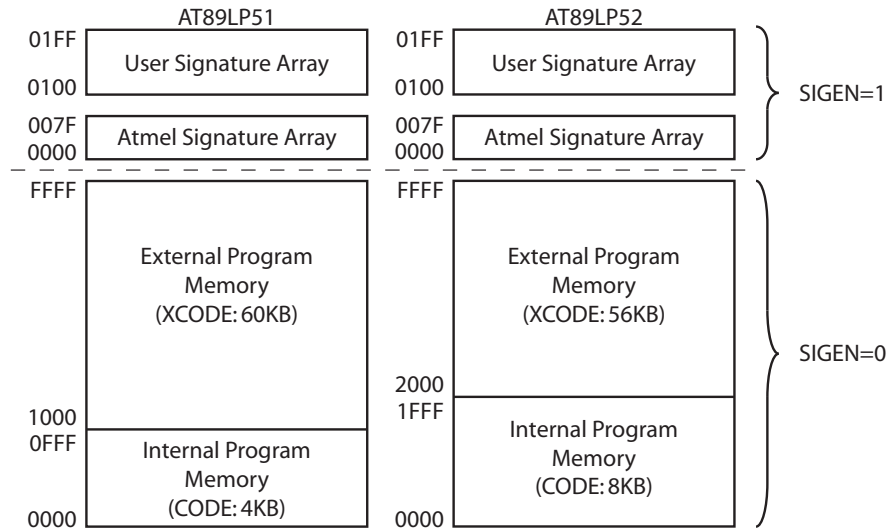 AT89LP51
01FF
User Signature Array
0100
007F
Atmel Signature Array
0000
FFFF
External Program
Memory
(XCODE: 60KB)
1000
0FFF
Internal Program
Memory
(CODE: 4KB)
0000
AT89LP52
01FF
User Signature Array
0100
007F
Atmel Signature Array
0000
FFFF
External Program
Memory
(XCODE: 56KB)
2000
1FFF
Internal Program
Memory
(CODE: 8KB)
0000
SIGEN=1
SIGEN=0